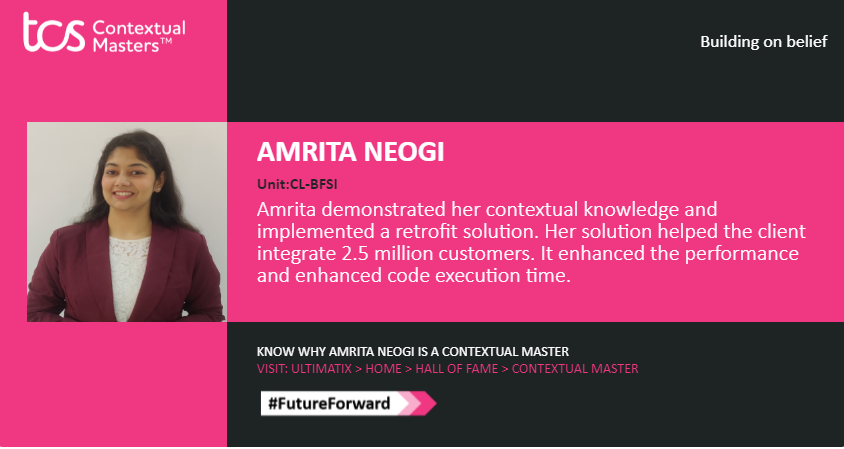 tcs Contextual
Masters™
Building on belief
AMRITA NEOGI
Unit:CL-BFSI
Amrita demonstrated her contextual knowledge and
implemented a retrofit solution. Her solution helped the client
integrate 2.5 million customers. It enhanced the performance
and enhanced code execution time.
KNOW WHY AMRITA NEOGI IS A CONTEXTUAL MASTER
VISIT: ULTIMATIX > HOME > HALL OF FAME > CONTEXTUAL MASTER
#FutureForward